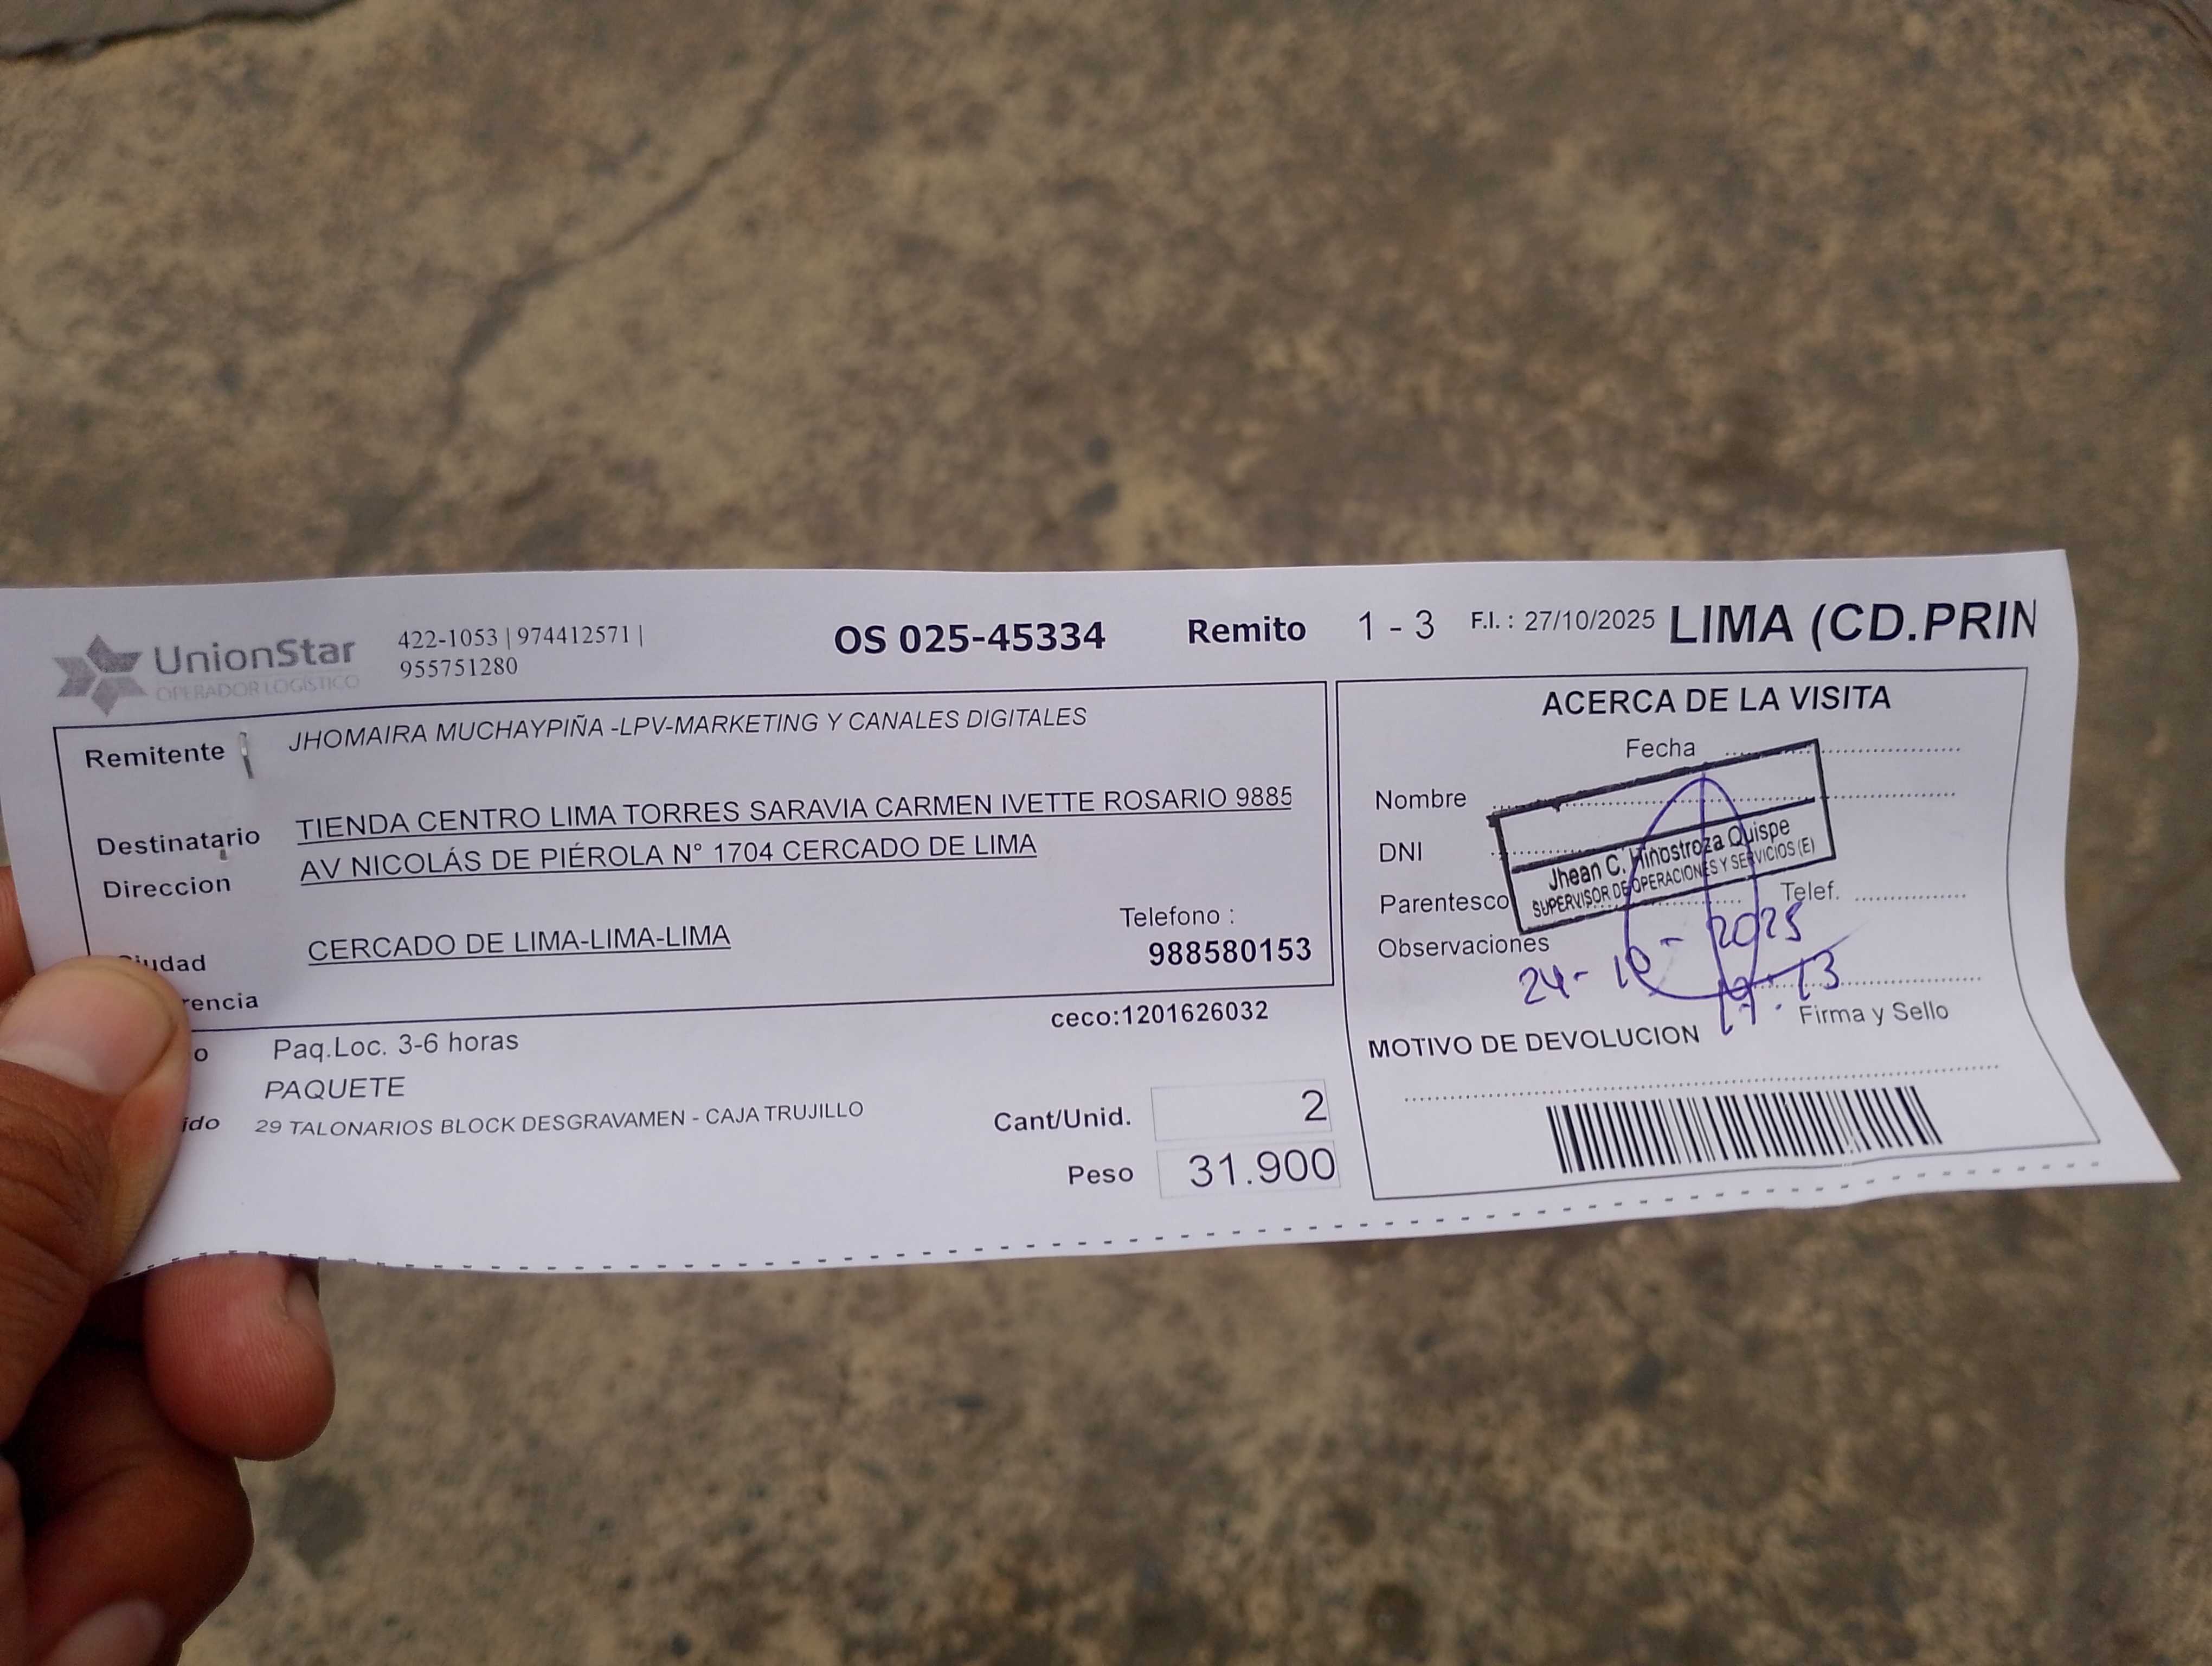 UnionStar
OPERADOR LOGÍSTICO
422-1053 | 974412571 |
955751280
OS 025-45334 Remito 1 - 3 F.I. : 27/10/2025 LIMA (CD.PRIN
Remitente JHOMAIRA MUCHAYPIÑA -LPV-MARKETING Y CANALES DIGITALES
Destinatario TIENDA CENTRO LIMA TORRES SARAVIA CARMEN IVETTE ROSARIO 9885
Direccion AV NICOLÁS DE PIÉROLA N° 1704 CERCADO DE LIMA
Telefono :
iudad CERCADO DE LIMA-LIMA-LIMA 988580153
rencia
ceco:1201626032
o Paq.Loc. 3-6 horas
PAQUETE
ido 29 TALONARIOS BLOCK DESGRAVAMEN - CAJA TRUJILLO
Cant/Unid. 2
Peso 31.900
ACERCA DE LA VISITA
Fecha
Nombre
DNI
Jhean C. Hinostroza Quispe
SUPERVISOR DE OPERACIONES Y SERVICIOS (E)
Parentesco Telef.
Observaciones
24- 10 - 2025
Firma y Sello
MOTIVO DE DEVOLUCION